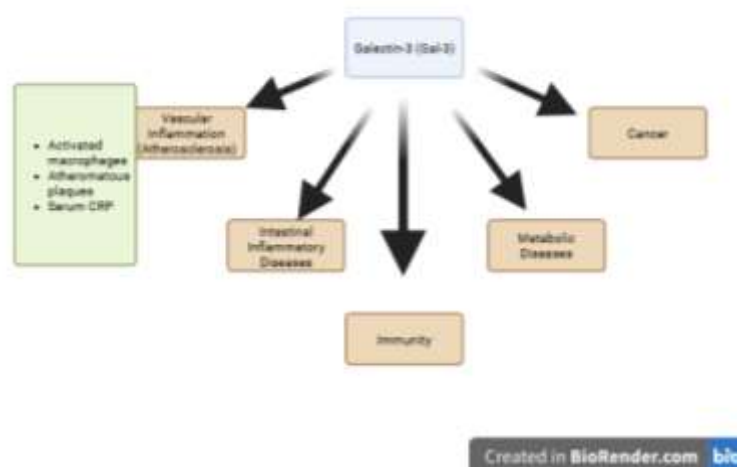 Galectin-3 (Gal-3)
Vascular
Inflammation
(Atherosclerosis)
• Activated
macrophages
• Atheromatous
plaques
• Serum CRP
Cancer
Intestinal
Inflammatory
Diseases
Metabolic
Diseases
Immunity
Created in BioRender.com bio